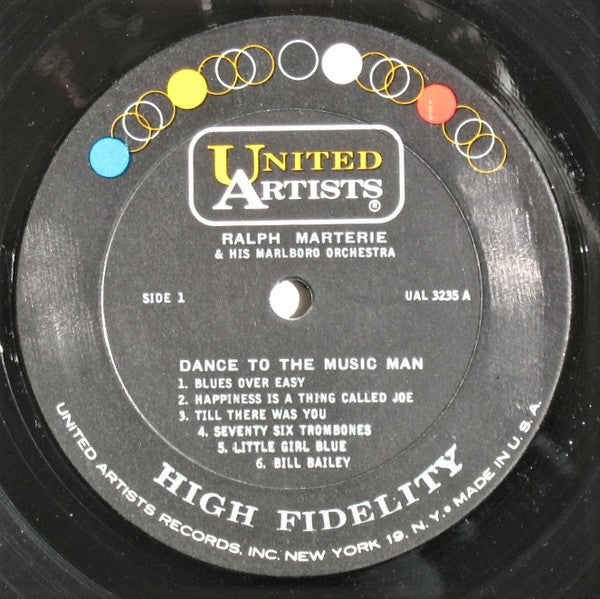 UNITED
ARTISTS ®
RALPH MARTERIE
& HIS MARLBORO ORCHESTRA
SIDE 1
UAL 3235 A
DANCE TO THE MUSIC MAN
1. BLUES OVER EASY
2. HAPPINESS IS A THING CALLED JOE
3. TILL THERE WAS YOU
4. SEVENTY SIX TROMBONES
5. LITTLE GIRL BLUE
6. BILL BAILEY
HIGH FIDELITY
UNITED ARTISTS RECORDS, INC. NEW YORK 19, N.Y. • MADE IN U.S.A.